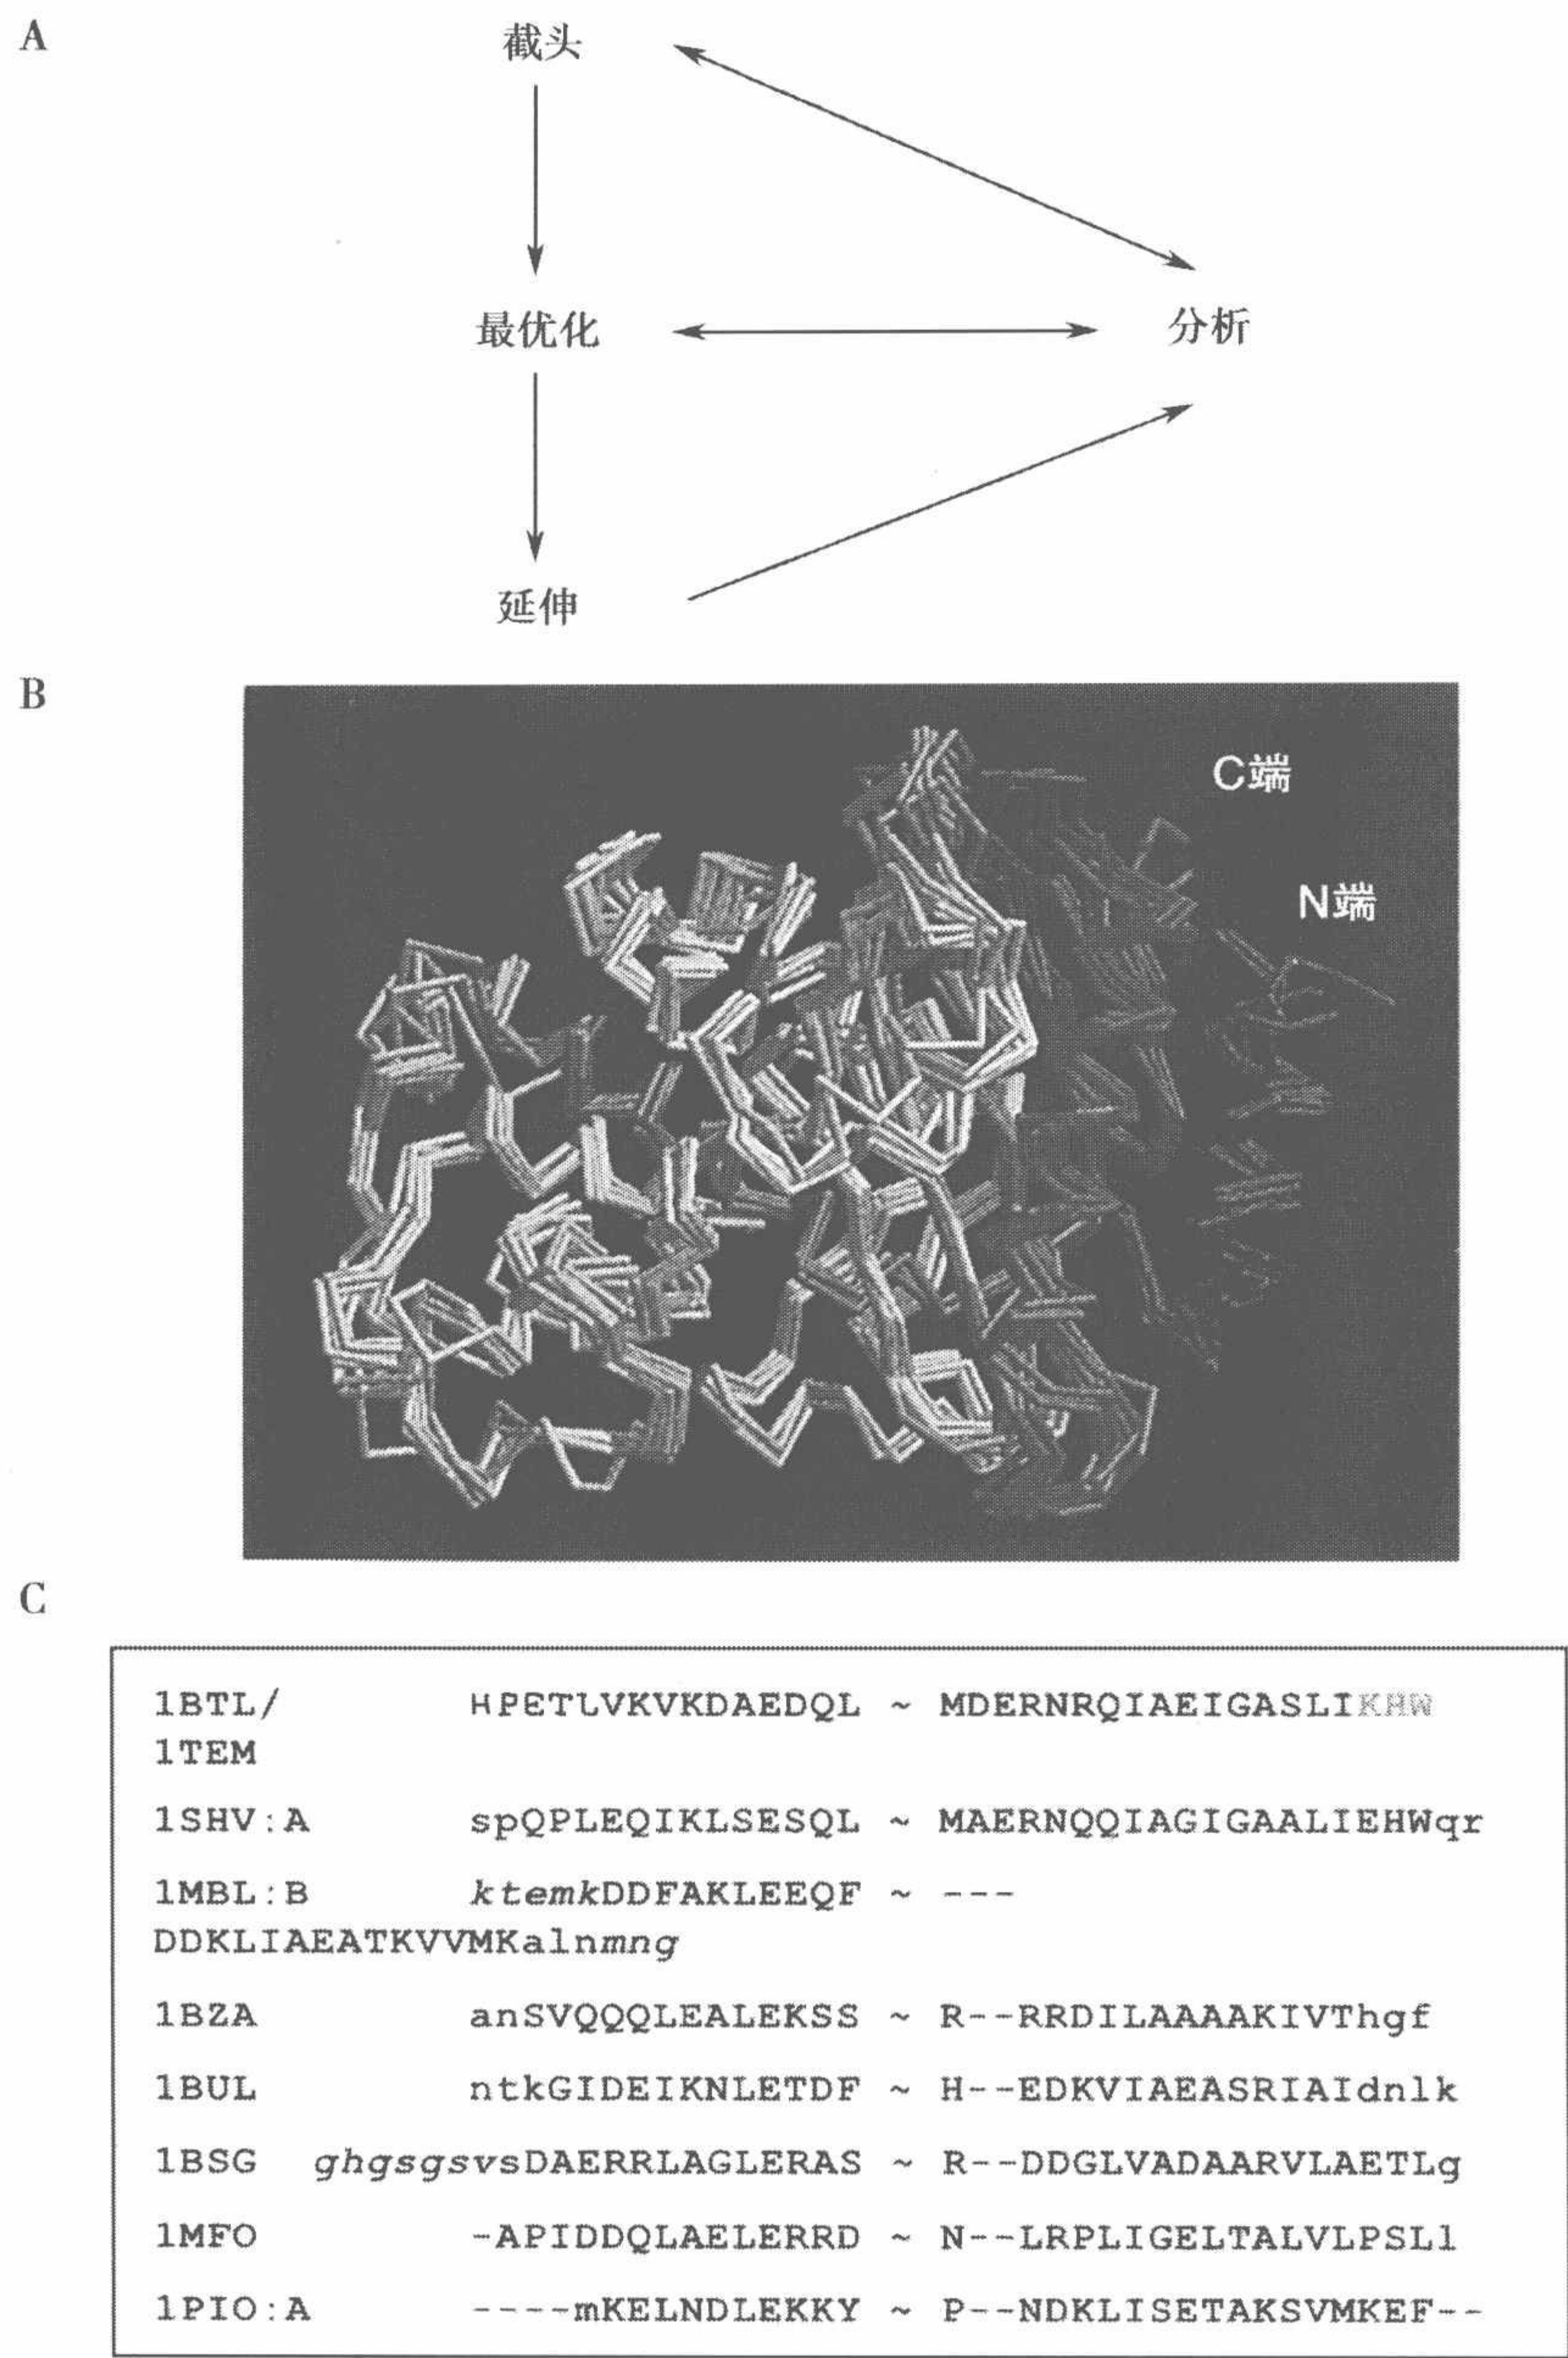 A
截头
最优化
分析
延伸
B
C端
N端
C
1BTL/ HPETLVKVKDAEDQL ~ MDERNRQIAEIGASLIKHW
1TEM
1SHV:A spQPLEQIKLSESQL ~ MAERNQQIAGIGAALIEHWqr
1MBL:B ktemkDDFAKLEEQF ~ ---
DDKLIAEATKVVMKalnmng
1BZA anSVQQQLEALEKSS ~ R--RRDILAAAAKIVThgf
1BUL ntkGIDEIKNLETDF ~ H--EDKVIAEASRIAIdnlk
1BSG ghgsgsvsDAERRLAGLERAS ~ R--DDGLVADAARVLAETLg
1MFO -APIDDQLAELERRD ~ N--LRPLIGELTALVLPSLl
1PIO:A ----mKELNDLEKKY ~ P--NDKLISETAKSVMKEF--